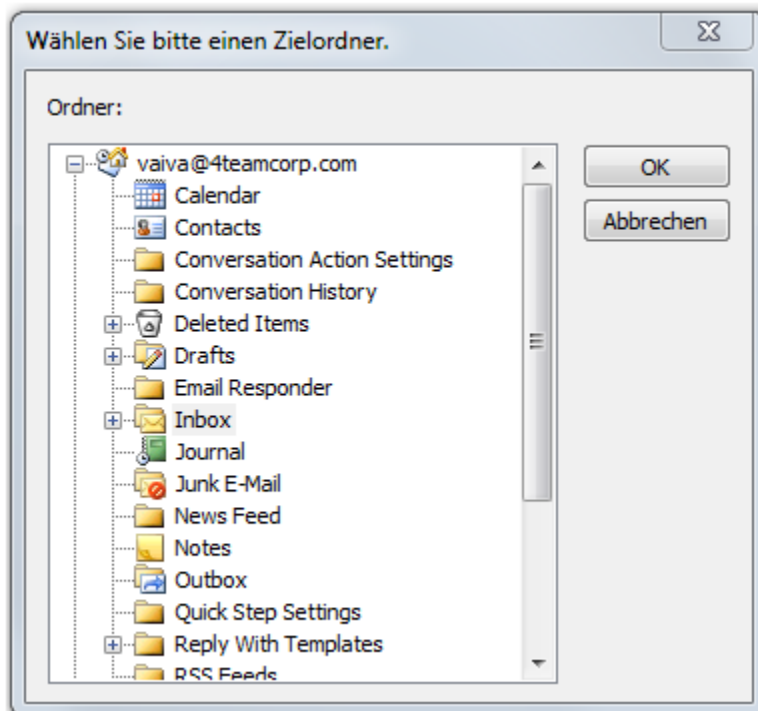 Wählen Sie bitte einen Zielordner.
Ordner:
vaiva@4teamcorp.com
OK
Calendar
Contacts
Abbrechen
Conversation Action Settings
Conversation History
Deleted Items
Drafts
Email Responder
Inbox
Journal
Junk E-Mail
News Feed
Notes
Outbox
Quick Step Settings
Reply With Templates
RSS Feeds